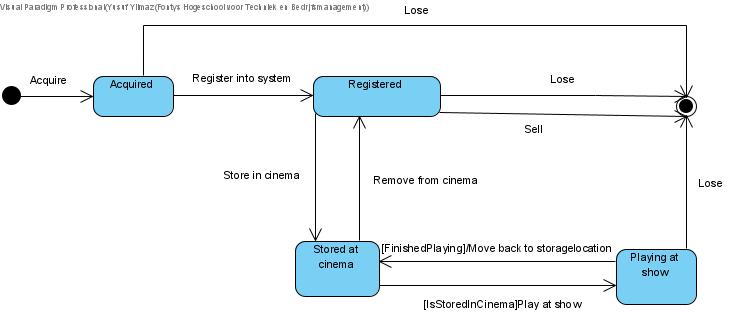 Visual Paradigm Professional(Yusuf Yilmaz(Fontys Hogeschool voor Techniek en Bedrijfsmanagement))
Lose
Acquire
Acquired
Register into system
Registered
Lose
Sell
Store in cinema
Remove from cinema
Lose
Stored at
cinema
[FinishedPlaying]/Move back to storagelocation
Playing at
show
[IsStoredInCinema]Play at show